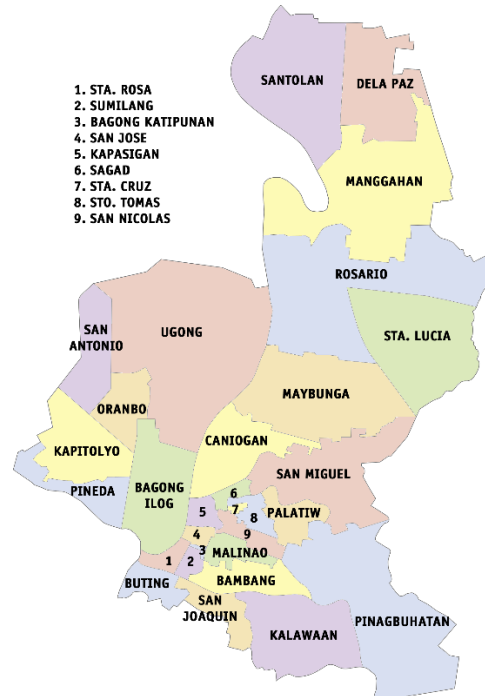 SANTOLAN
DELA PAZ
1. STA. ROSA
2. SUMILANG
3. BAGONG KATIPUNAN
4. SAN JOSE
5. KAPASIGAN
6. SAGAD
7. STA. CRUZ
8. STO. TOMAS
9. SAN NICOLAS
MANGGAHAN
ROSARIO
SAN
ANTONIO
UGONG
STA. LUCIA
MAYBUNGA
ORANBO
CANIOGAN
KAPITOLYO
SAN MIGUEL
PINEDA
BAGONG
ILOG
6
7
5
8
PALATIW
4
9
3
MALINAO
1
2
BUTING
BAMBANG
SAN
JOAQUIN
KALAWAAN
PINAGBUHATAN